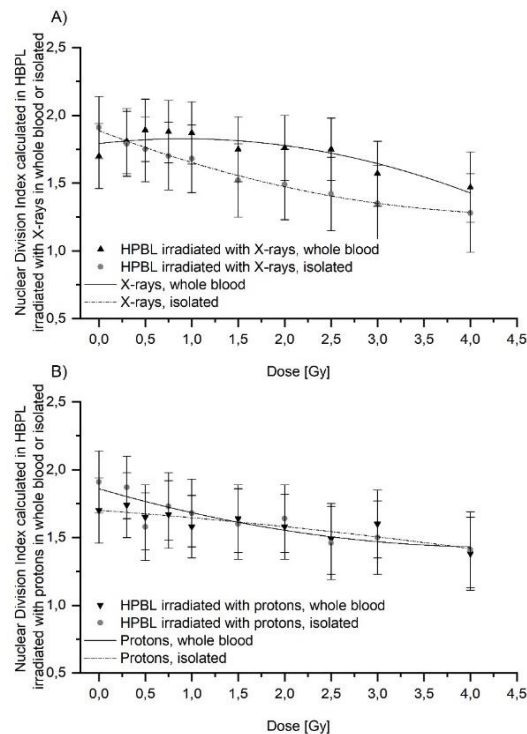 A)
Nuclear Division Index calculated in HBPL
irradiated with X-rays in whole blood or isolated
2,5
2,0
1,5
1,0
0,5
HPBL irradiated with X-rays, whole blood
HPBL irradiated with X-rays, isolated
X-rays, whole blood
X-rays, isolated
0,0 0,5 1,0 1,5 2,0 2,5 3,0 3,5 4,0 4,5
Dose [Gy]
B)
Nuclear Division Index calculated in HBPL
irradiated with protons in whole blood or isolated
2,5
2,0
1,5
1,0
0,5
HPBL irradiated with protons, whole blood
HPBL irradiated with protons, isolated
Protons, whole blood
Protons, isolated
0,0 0,5 1,0 1,5 2,0 2,5 3,0 3,5 4,0 4,5
Dose [Gy]